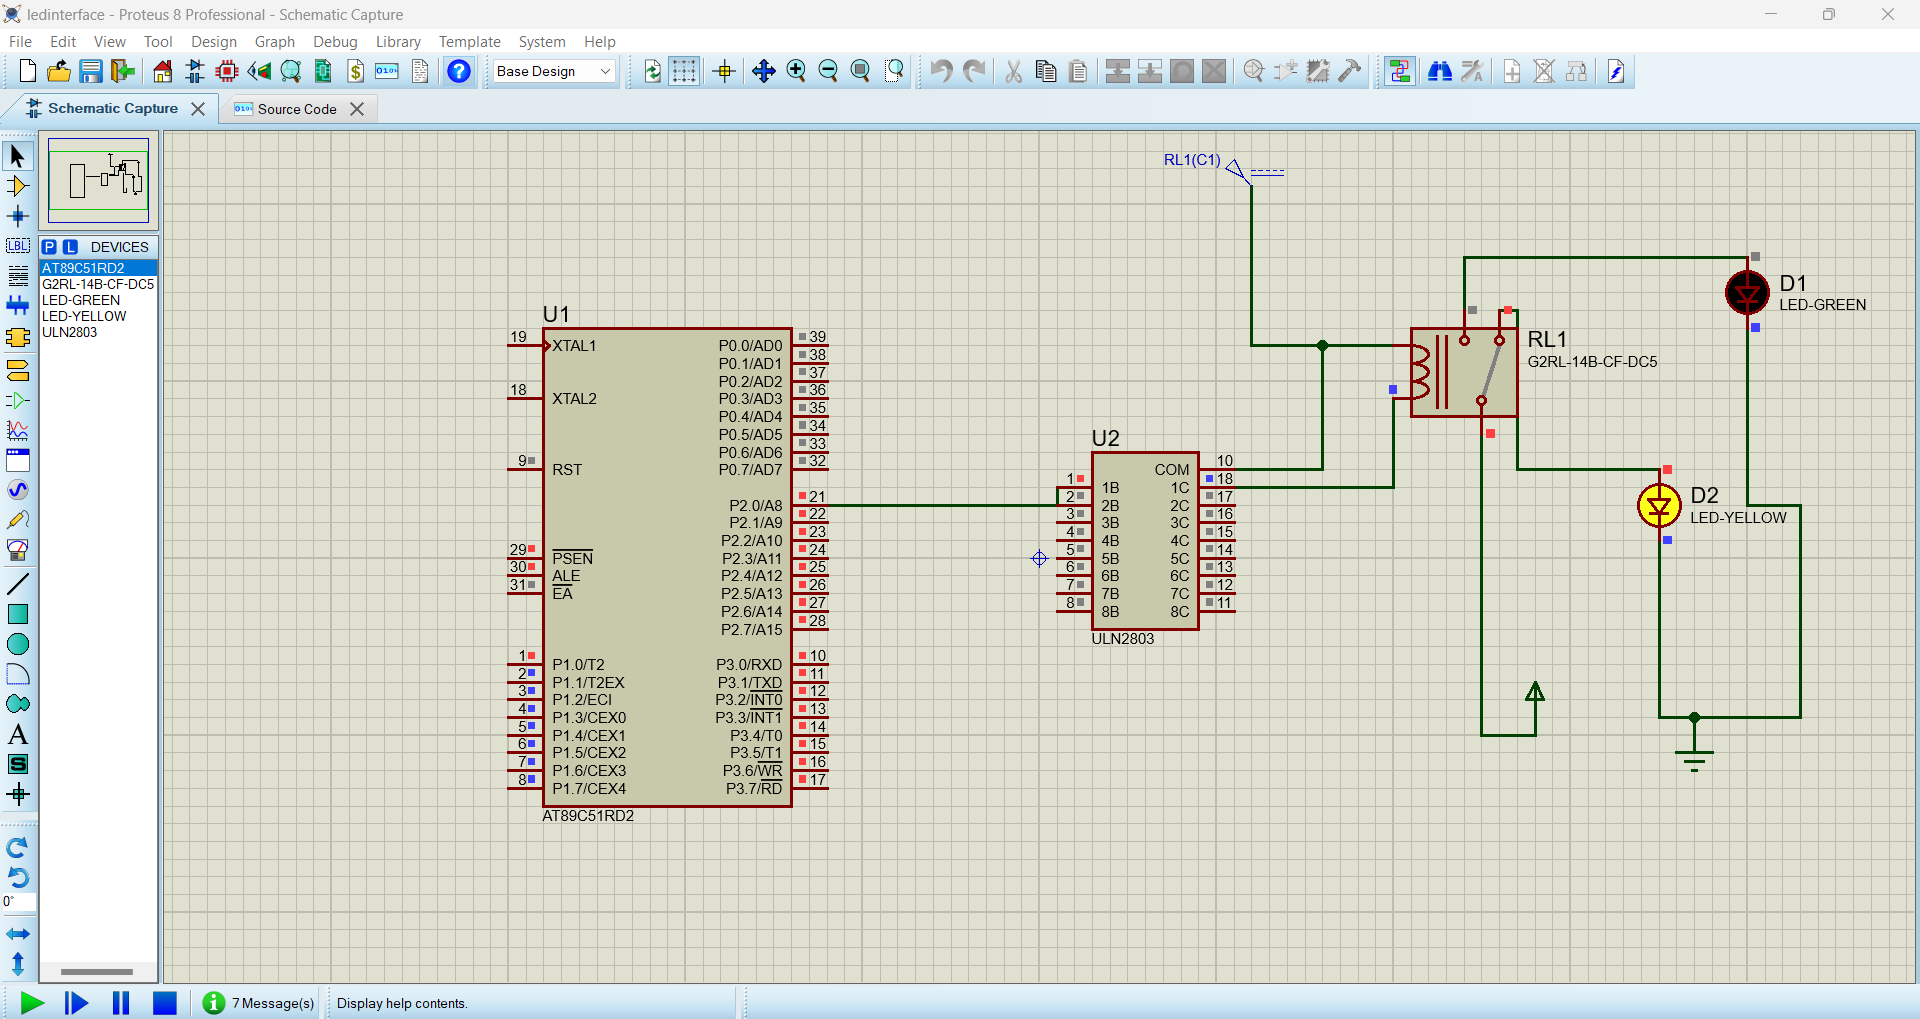 ledinterface - Proteus 8 Professional - Schematic Capture
File Edit View Tool Design Graph Debug Library Template System Help
Base Design
Schematic Capture
Source Code
P L DEVICES
AT89C51RD2
G2RL-14B-CF-DC5
LED-GREEN
LED-YELLOW
ULN2803
LBL
A
S
0°
RL1(C1)
U1
19 XTAL1
18 XTAL2
9 RST
29 PSEN
30 ALE
31 EA
1 P1.0/T2
2 P1.1/T2EX
3 P1.2/ECI
4 P1.3/CEX0
5 P1.4/CEX1
6 P1.5/CEX2
7 P1.6/CEX3
8 P1.7/CEX4
P0.0/AD0 39
P0.1/AD1 38
P0.2/AD2 37
P0.3/AD3 36
P0.4/AD4 35
P0.5/AD5 34
P0.6/AD6 33
P0.7/AD7 32
P2.0/A8 21
P2.1/A9 22
P2.2/A10 23
P2.3/A11 24
P2.4/A12 25
P2.5/A13 26
P2.6/A14 27
P2.7/A15 28
P3.0/RXD 10
P3.1/TXD 11
P3.2/INT0 12
P3.3/INT1 13
P3.4/T0 14
P3.5/T1 15
P3.6/WR 16
P3.7/RD 17
AT89C51RD2
U2
COM 10
1 1B 1C 18
2 2B 2C 17
3 3B 3C 16
4 4B 4C 15
5 5B 5C 14
6 6B 6C 13
7 7B 7C 12
8 8B 8C 11
ULN2803
RL1
G2RL-14B-CF-DC5
D1
LED-GREEN
D2
LED-YELLOW
7 Message(s)
Display help contents.